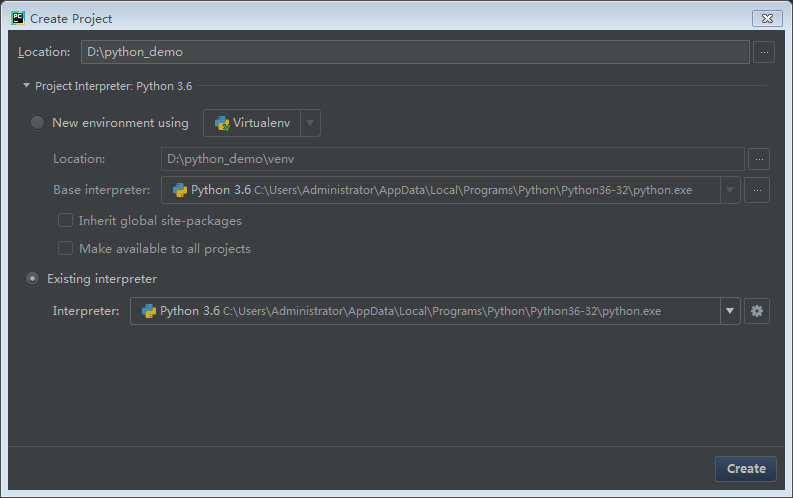 Create Project
Location: D:\python_demo ...
Project Interpreter: Python 3.6
New environment using Virtualenv
Location: D:\python_demo\venv ...
Base interpreter: Python 3.6 C:\Users\Administrator\AppData\Local\Programs\Python\Python36-32\python.exe ...
Inherit global site-packages
Make available to all projects
Existing interpreter
Interpreter: Python 3.6 C:\Users\Administrator\AppData\Local\Programs\Python\Python36-32\python.exe
Create